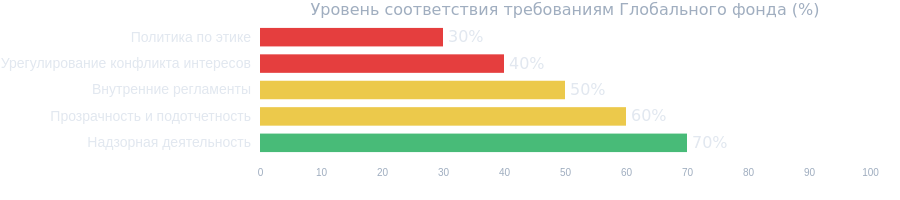 Уровень соответствия требованиям Глобального фонда (%)
Политика по этике 30%
Урегулирование конфликта интересов 40%
Внутренние регламенты 50%
Прозрачность и подотчетность 60%
Надзорная деятельность 70%
0 10 20 30 40 50 60 70 80 90 100